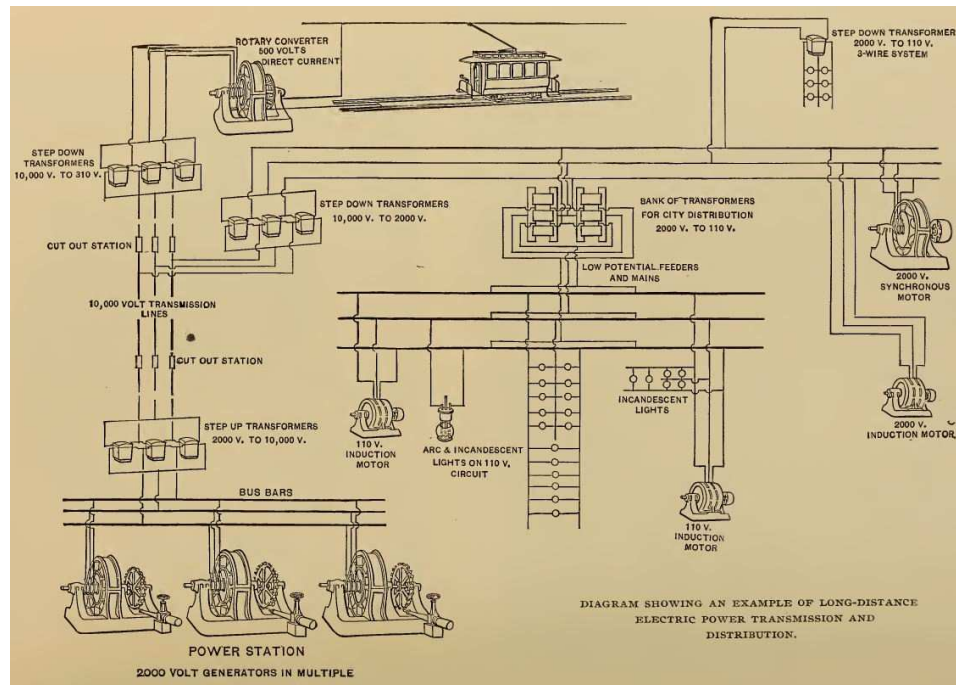 ROTARY CONVERTER
500 VOLTS
DIRECT CURRENT
STEP DOWN TRANSFORMER
2000 V. TO 110 V.
3-WIRE SYSTEM
STEP DOWN
TRANSFORMERS
10,000 V. TO 310 V.
STEP DOWN TRANSFORMERS
10,000 V. TO 2000 V.
BANK OF TRANSFORMERS
FOR CITY DISTRIBUTION
2000 V. TO 110 V.
CUT OUT STATION
LOW POTENTIAL FEEDERS
AND MAINS
2000 V.
SYNCHRONOUS
MOTOR
10,000 VOLT TRANSMISSION
LINES
CUT OUT STATION
INCANDESCENT
LIGHTS
STEP UP TRANSFORMERS
2000 V. TO 10,000 V.
110 V.
INDUCTION
MOTOR
ARC & INCANDESCENT
LIGHTS ON 110 V.
CIRCUIT
2000 V.
INDUCTION MOTOR
BUS BARS
110 V.
INDUCTION
MOTOR
POWER STATION
2000 VOLT GENERATORS IN MULTIPLE
DIAGRAM SHOWING AN EXAMPLE OF LONG-DISTANCE
ELECTRIC POWER TRANSMISSION AND
DISTRIBUTION.